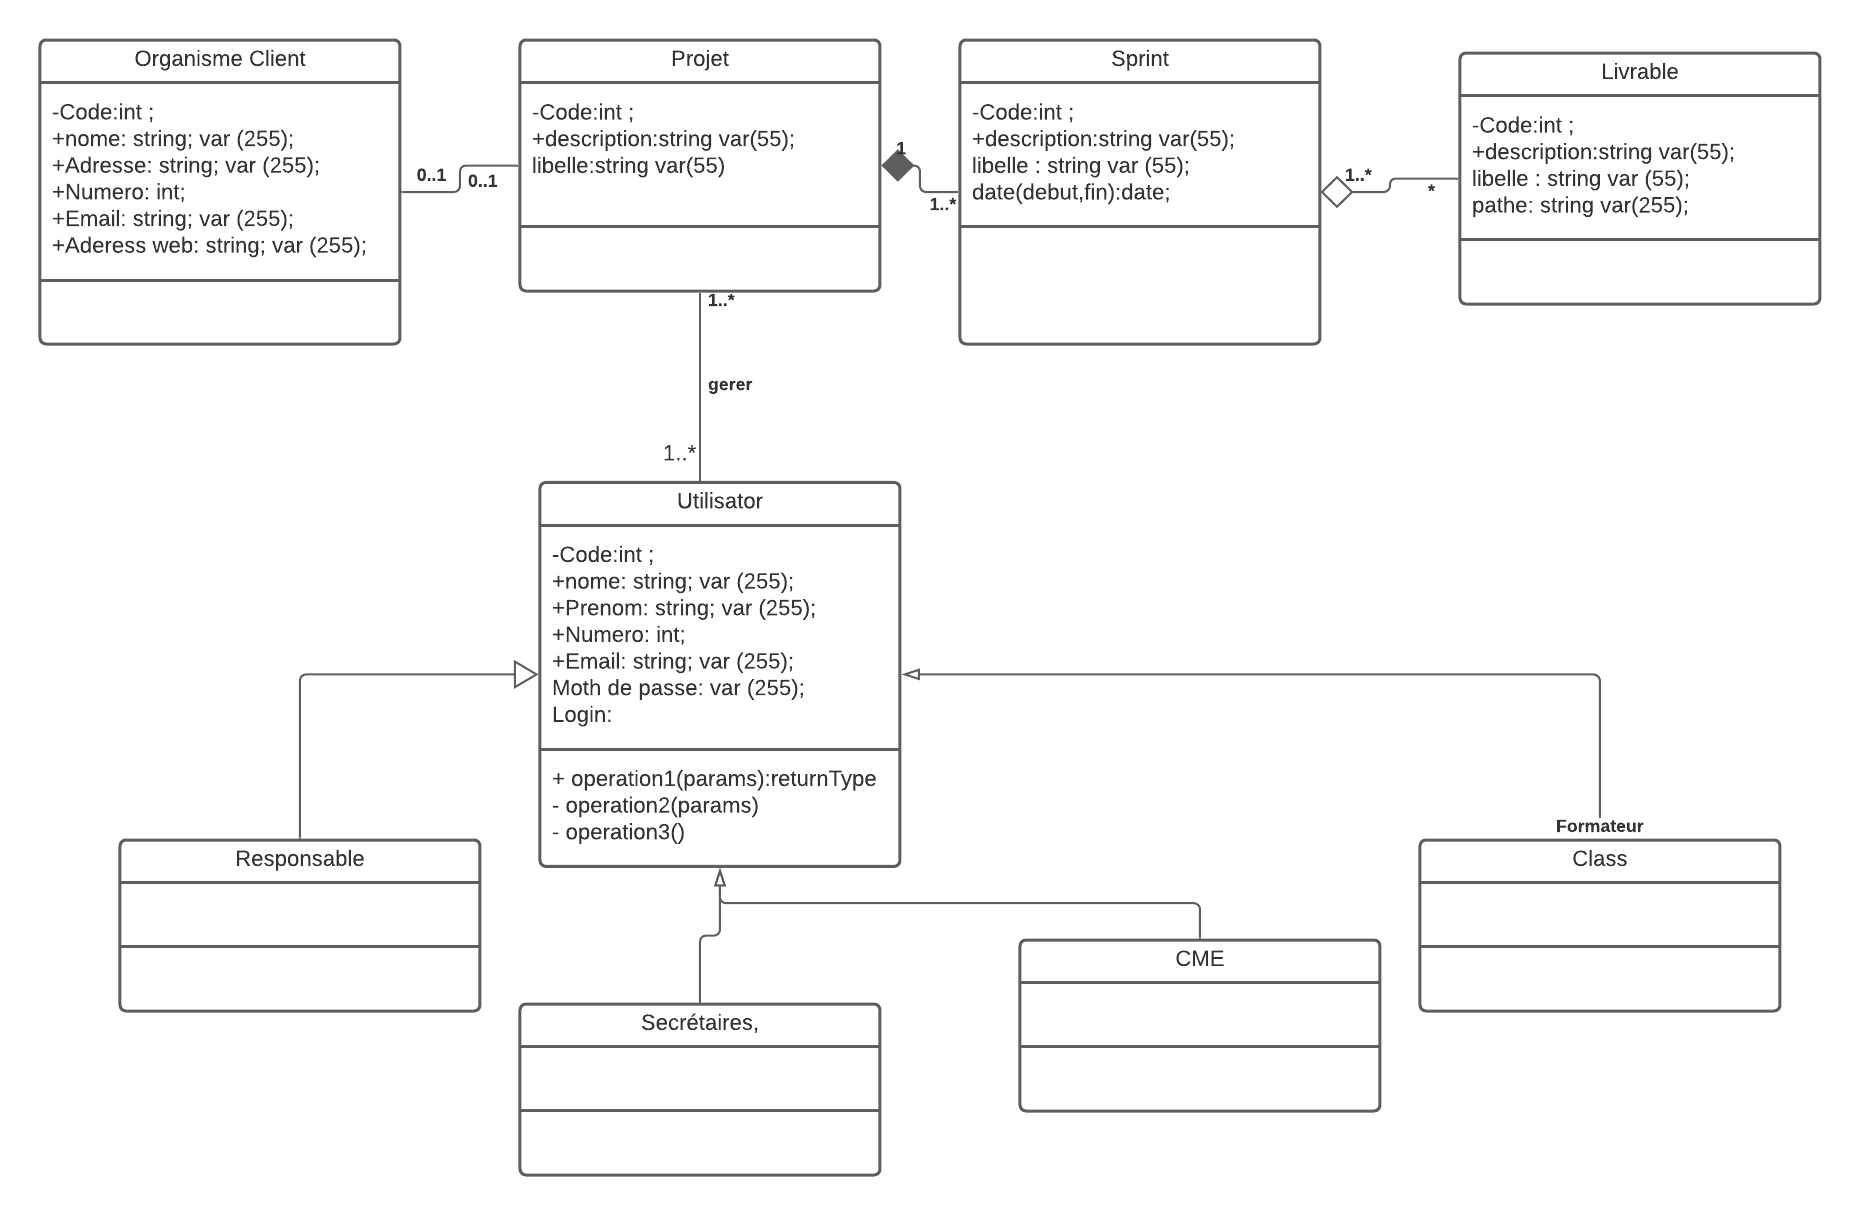 Organisme Client
-Code:int ;
+nome: string; var (255);
+Adresse: string; var (255);
+Numero: int;
+Email: string; var (255);
+Aderess web: string; var (255);
0..1
0..1
Projet
-Code:int ;
+description:string var(55);
libelle:string var(55)
1
1..*
Sprint
-Code:int ;
+description:string var(55);
libelle : string var (55);
date(debut,fin):date;
1..*
*
Livrable
-Code:int ;
+description:string var(55);
libelle : string var (55);
pathe: string var(255);
1..*
gerer
1..*
Utilisator
-Code:int ;
+nome: string; var (255);
+Prenom: string; var (255);
+Numero: int;
+Email: string; var (255);
Moth de passe: var (255);
Login:
+ operation1(params):returnType
- operation2(params)
- operation3()
Responsable
Secrétaires,
CME
Formateur
Class